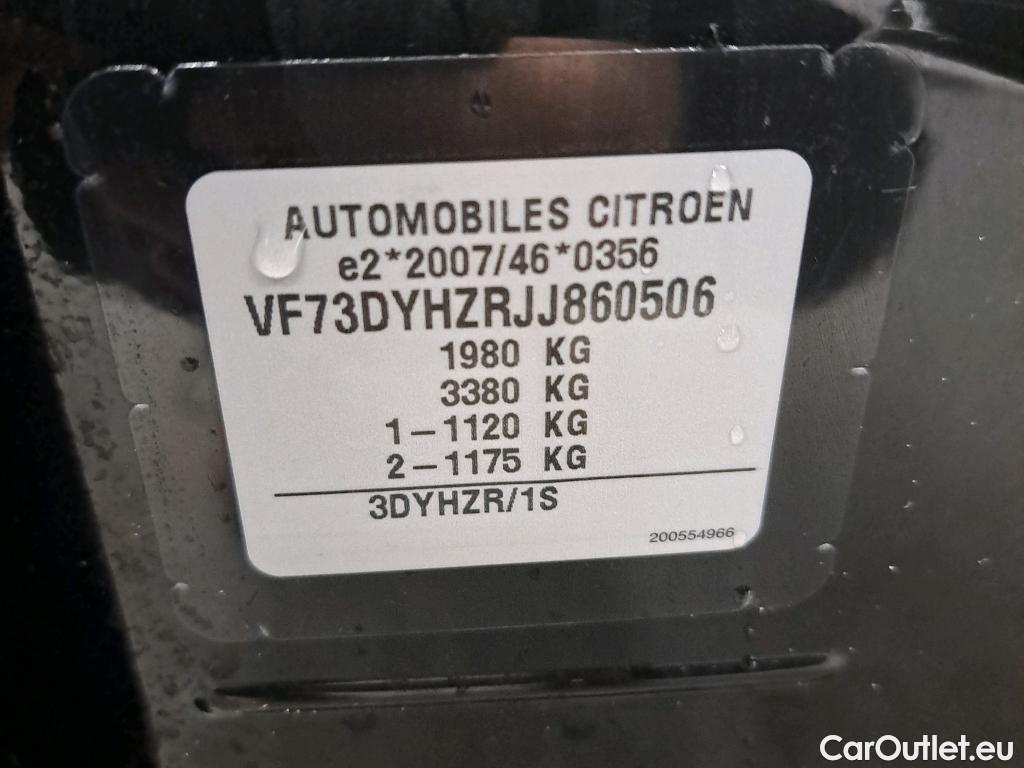 AUTOMOBILES CITROEN
e2*2007/46*0356
VF73DYHZRJJ860506
1980 KG
3380 KG
1-1120 KG
2-1175 KG
3DYHZR/1S
200554966
CarOutlet.eu